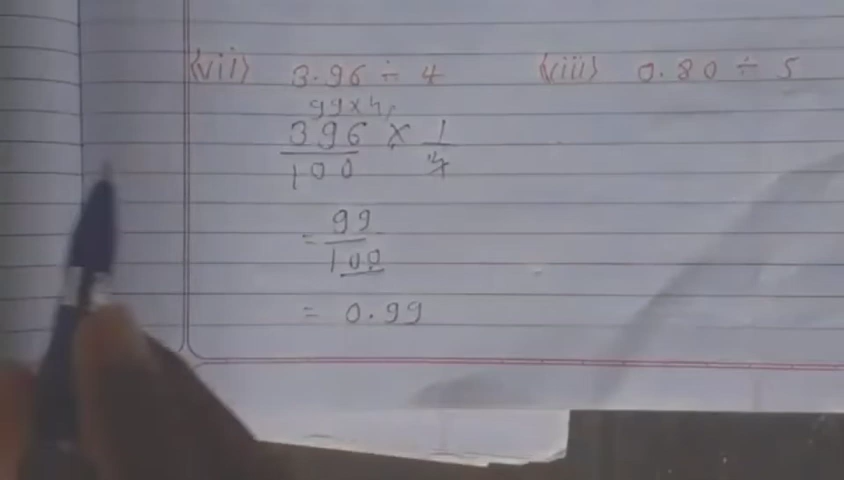 (vii) 3.96 ÷ 4 (viii) 0.80 ÷ 5
99×4
396/100 × 1/4
= 99/100
= 0.99